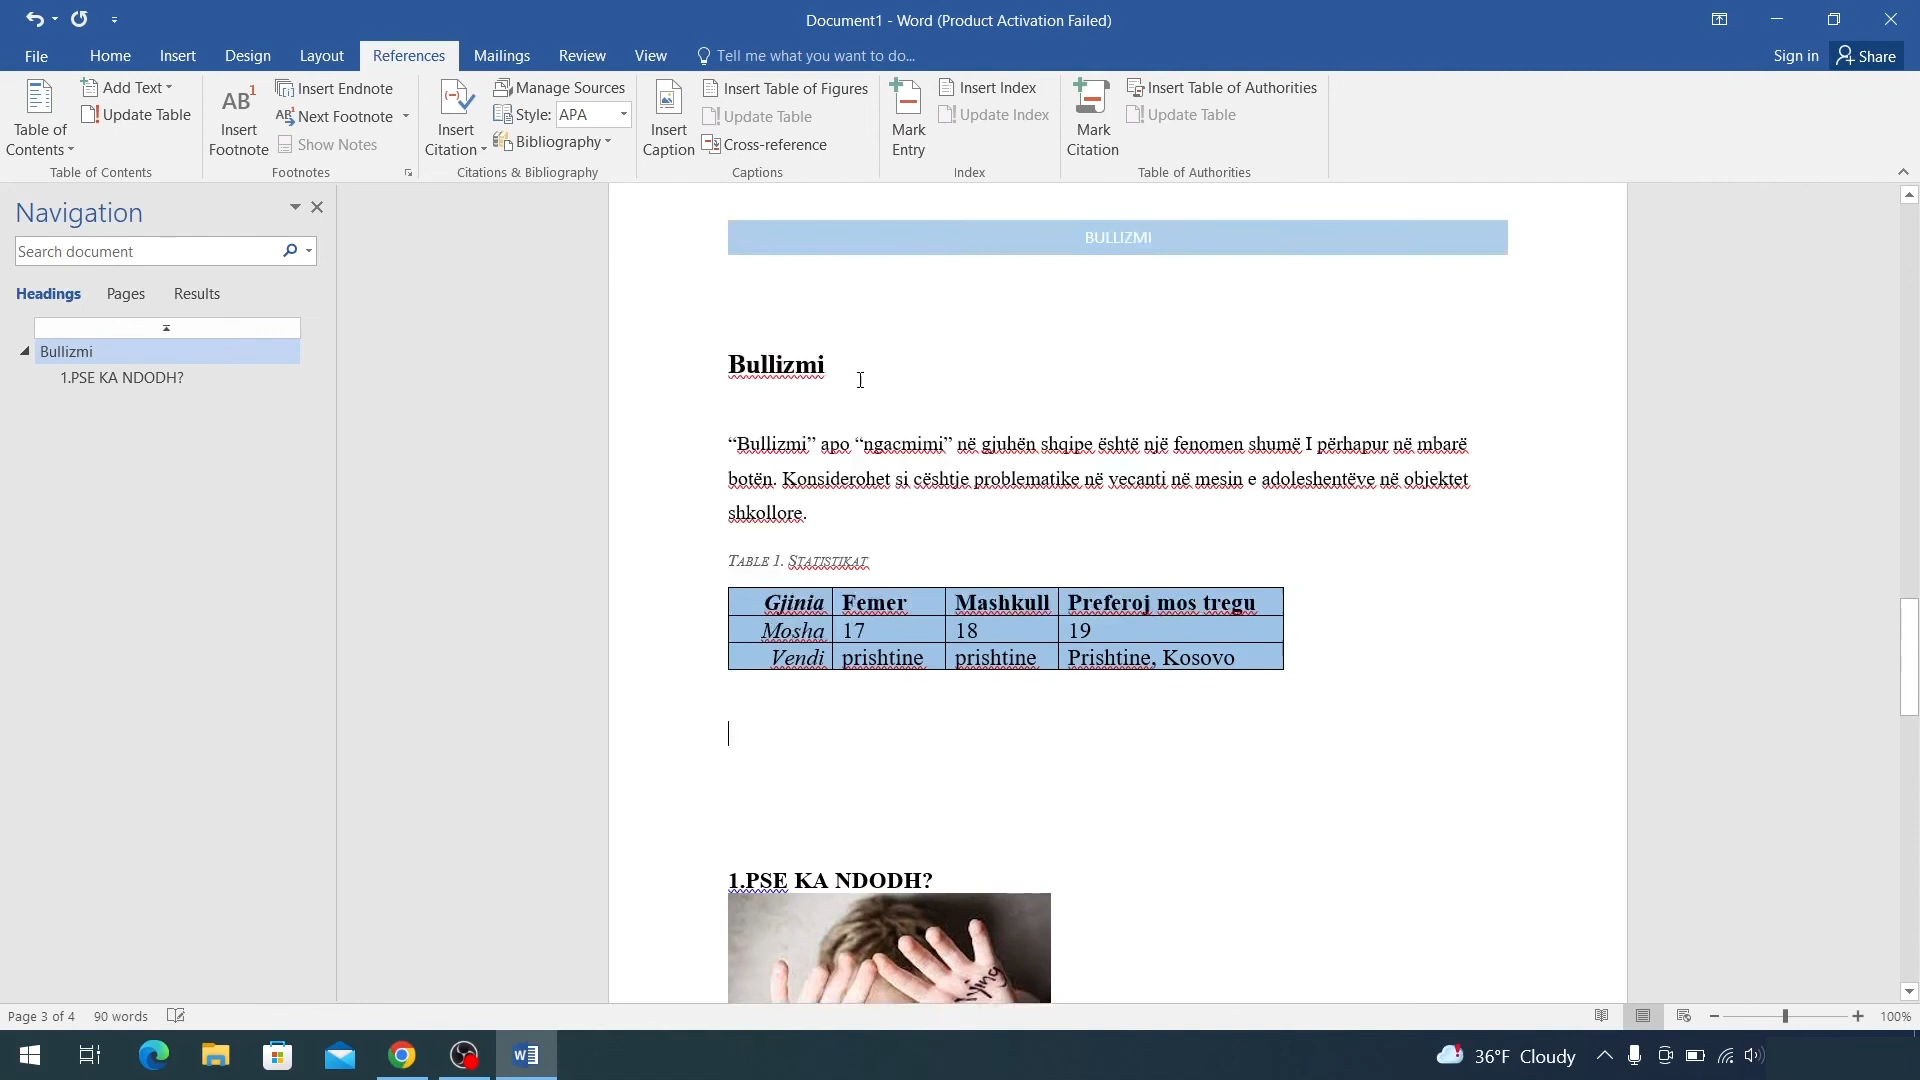 Document1 - Word (Product Activation Failed)
File Home Insert Design Layout References Mailings Review View Tell me what you want to do... Sign in Share
Table of Contents
Add Text
Update Table
Table of Contents
AB1 Insert Footnote
Insert Endnote
AB1 Next Footnote
Show Notes
Footnotes
Insert Citation
Manage Sources
Style: APA
Bibliography
Citations & Bibliography
Insert Caption
Insert Table of Figures
Update Table
Cross-reference
Captions
Mark Entry
Insert Index
Update Index
Index
Mark Citation
Insert Table of Authorities
Update Table
Table of Authorities
Navigation
Search document
Headings Pages Results
Bullizmi
1.PSE KA NDODH?
BULLIZMI
Bullizmi
“Bullizmi” apo “ngacmimi” në gjuhën shqipe është një fenomen shumë I përhapur në mbarë
botën. Konsiderohet si cështje problematike në vecanti në mesin e adoleshentëve në objektet
shkollore.
TABLE 1. STATISTIKAT
Gjinia Femer Mashkull Preferoj mos tregu
Mosha 17 18 19
Vendi prishtine prishtine Prishtine, Kosovo
1.PSE KA NDODH?
Page 3 of 4 90 words
100%
36°F Cloudy